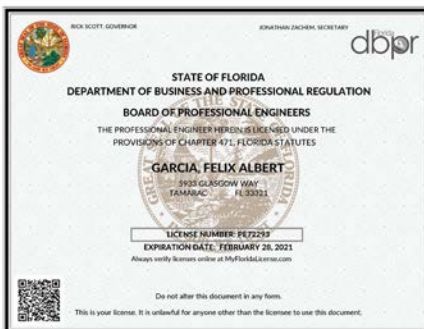 RICK SCOTT, GOVERNOR
JONATHAN ZACHEM, SECRETARY
Florida
dbpr
STATE OF FLORIDA
DEPARTMENT OF BUSINESS AND PROFESSIONAL REGULATION
BOARD OF PROFESSIONAL ENGINEERS
THE PROFESSIONAL ENGINEER HEREIN IS LICENSED UNDER THE
PROVISIONS OF CHAPTER 471, FLORIDA STATUTES
GARCIA, FELIX ALBERT
5933 GLASGOW WAY
TAMARAC FL 33321
LICENSE NUMBER: PE72293
EXPIRATION DATE: FEBRUARY 28, 2021
Always verify licenses online at MyFloridaLicense.com
Do not alter this document in any form.
This is your license. It is unlawful for anyone other than the licensee to use this document.